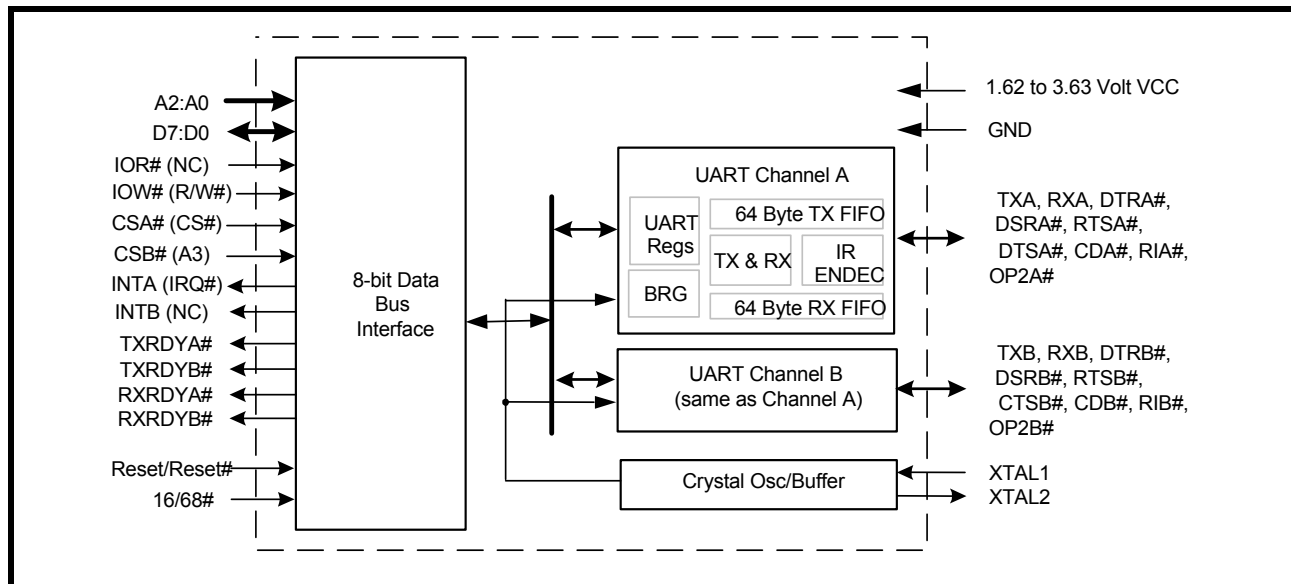 A2:A0
D7:D0
IOR# (NC)
IOW# (R/W#)
CSA# (CS#)
CSB# (A3)
INTA (IRQ#)
INTB (NC)
TXRDYA#
TXRDYB#
RXRDYA#
RXRDYB#
Reset/Reset#
16/68#
8-bit Data
Bus
Interface
UART Channel A
UART
Regs
BRG
64 Byte TX FIFO
TX & RX
IR
ENDEC
64 Byte RX FIFO
UART Channel B
(same as Channel A)
Crystal Osc/Buffer
1.62 to 3.63 Volt VCC
GND
TXA, RXA, DTRA#,
DSRA#, RTSA#,
DTSA#, CDA#, RIA#,
OP2A#
TXB, RXB, DTRB#,
DSRB#, RTSB#,
CTSB#, CDB#, RIB#,
OP2B#
XTAL1
XTAL2